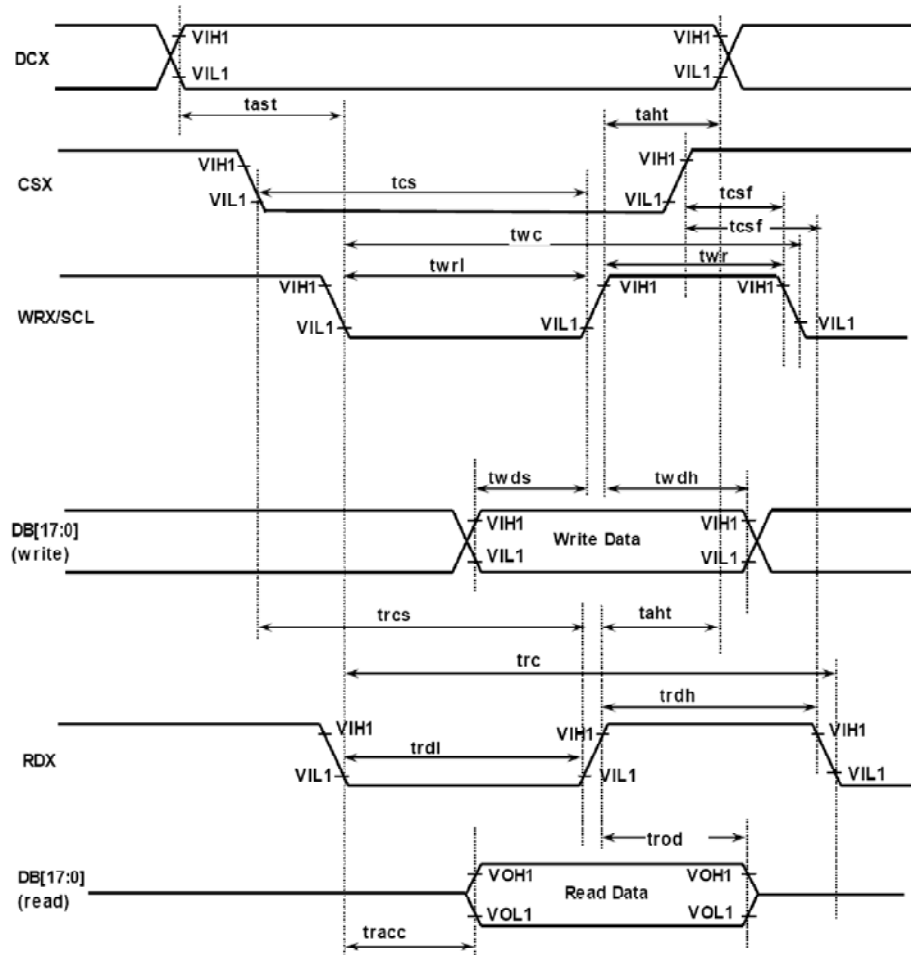 VIH1 VIH1
DCX
VIL1 VIL1
tast taht
VIH1 VIH1
CSX tcs
VIL1 VIL1 tcsf
tcsf
twc
twrl twr
VIH1 VIH1 VIH1
WRX/SCL
VIL1 VIL1 VIL1
twds twdh
DB[17:0] VIH1 VIH1
(write) Write Data
VIL1 VIL1
trcs taht
trc
trdh
VIH1 VIH1 VIH1
RDX trdl
VIL1 VIL1 VIL1
trod
DB[17:0] VOH1 VOH1
(read) Read Data
VOL1 VOL1
tracc